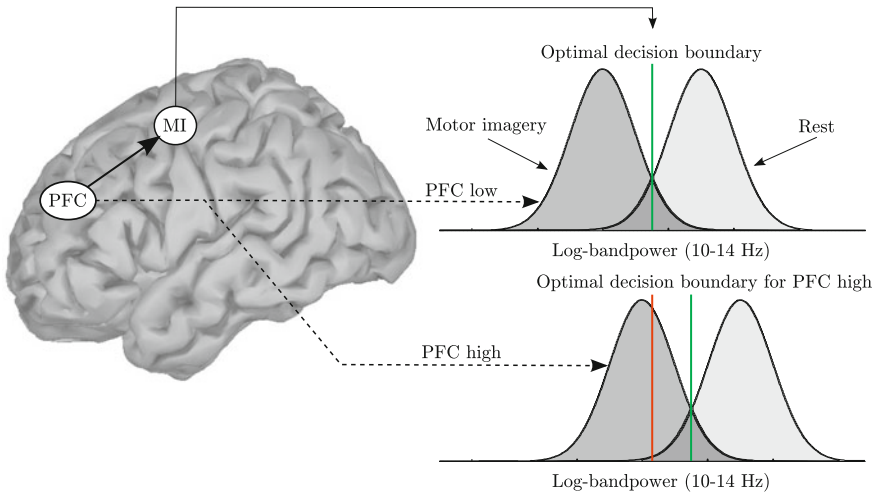 Optimal decision boundary
MI
Motor imagery
Rest
PFC
PFC low
Log-bandpower (10-14 Hz)
Optimal decision boundary for PFC high
PFC high
Log-bandpower (10-14 Hz)